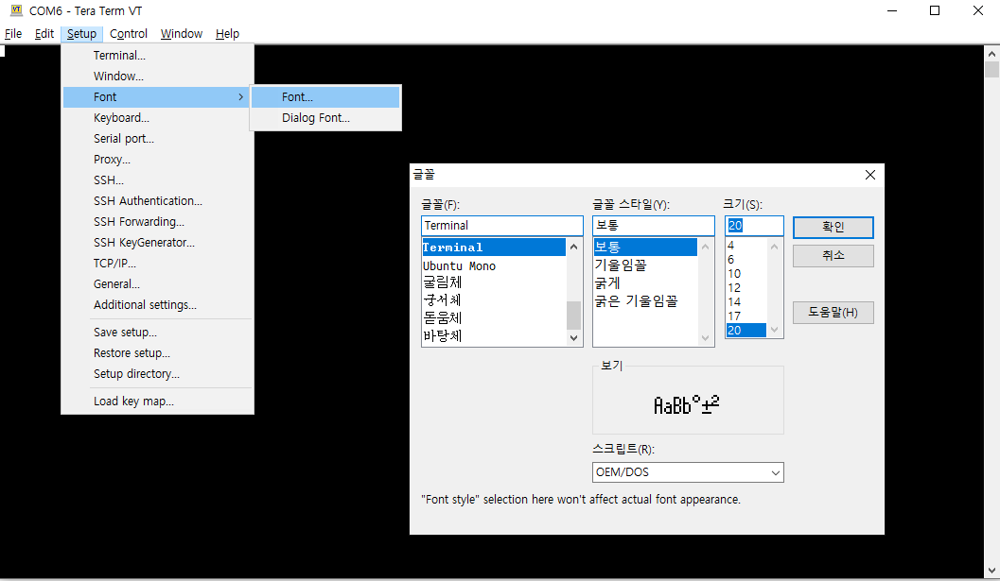 COM6 - Tera Term VT
File Edit Setup Control Window Help
Terminal...
Window...
Font
Keyboard...
Serial port...
Proxy...
SSH...
SSH Authentication...
SSH Forwarding...
SSH KeyGenerator...
TCP/IP...
General...
Additional settings...
Save setup...
Restore setup...
Setup directory...
Load key map...
Font...
Dialog Font...
글꼴
글꼴(F):
Terminal
Terminal
Ubuntu Mono
굴림체
궁서체
돋움체
바탕체
글꼴 스타일(Y):
보통
보통
기울임꼴
굵게
굵은 기울임꼴
크기(S):
20
4
6
10
12
14
17
20
확인
취소
도움말(H)
보기
AaBb°±²
스크립트(R):
OEM/DOS
"Font style" selection here won't affect actual font appearance.